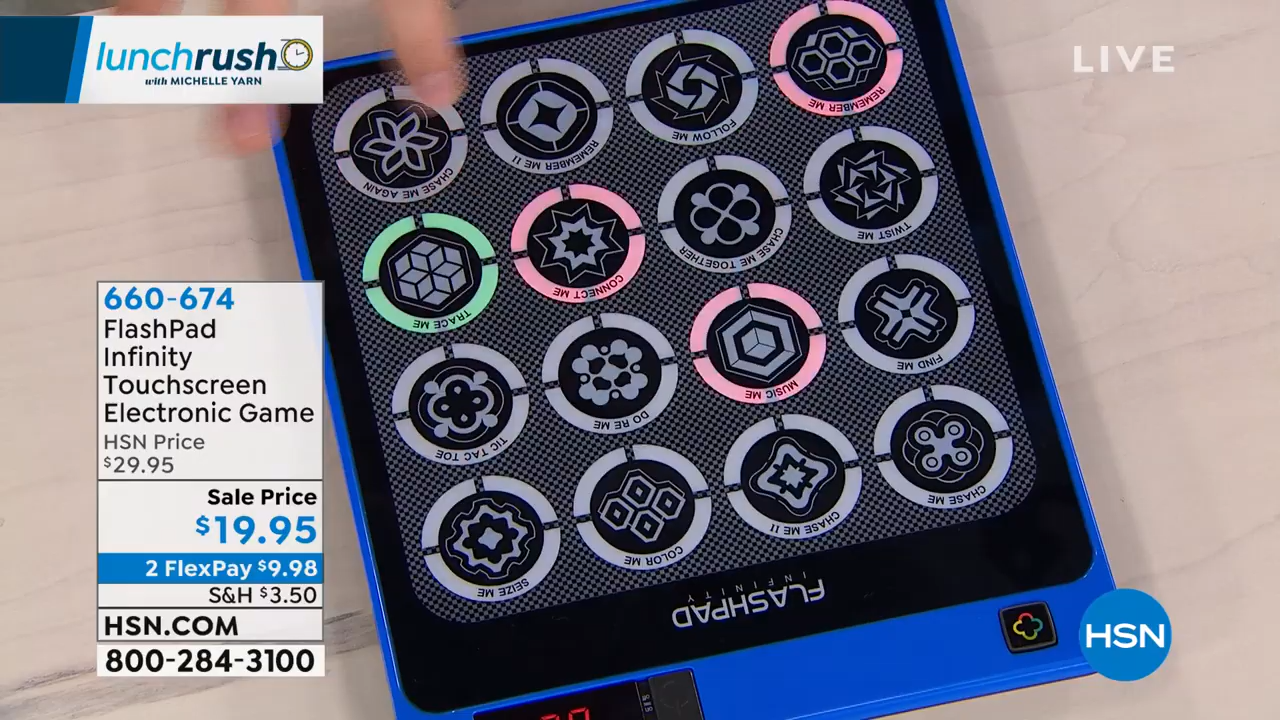 lunchrush
with MICHELLE YARN
LIVE
660-674
FlashPad
Infinity
Touchscreen
Electronic Game
HSN Price
$29.95
Sale Price
$19.95
2 FlexPay $9.98
S&H $3.50
HSN.COM
800-284-3100
REMEMBER ME
FOLLOW ME
REMEMBER ME II
CHASE ME AGAIN
TWIST ME
CHASE ME TOGETHER
CONNECT ME
TRACE ME
FIND ME
MUSIC ME
DO RE ME
TIC TAC TOE
CHASE ME
CHASE ME II
COLOR ME
SEIZE ME
FLASHPAD
INFINITY
HSN